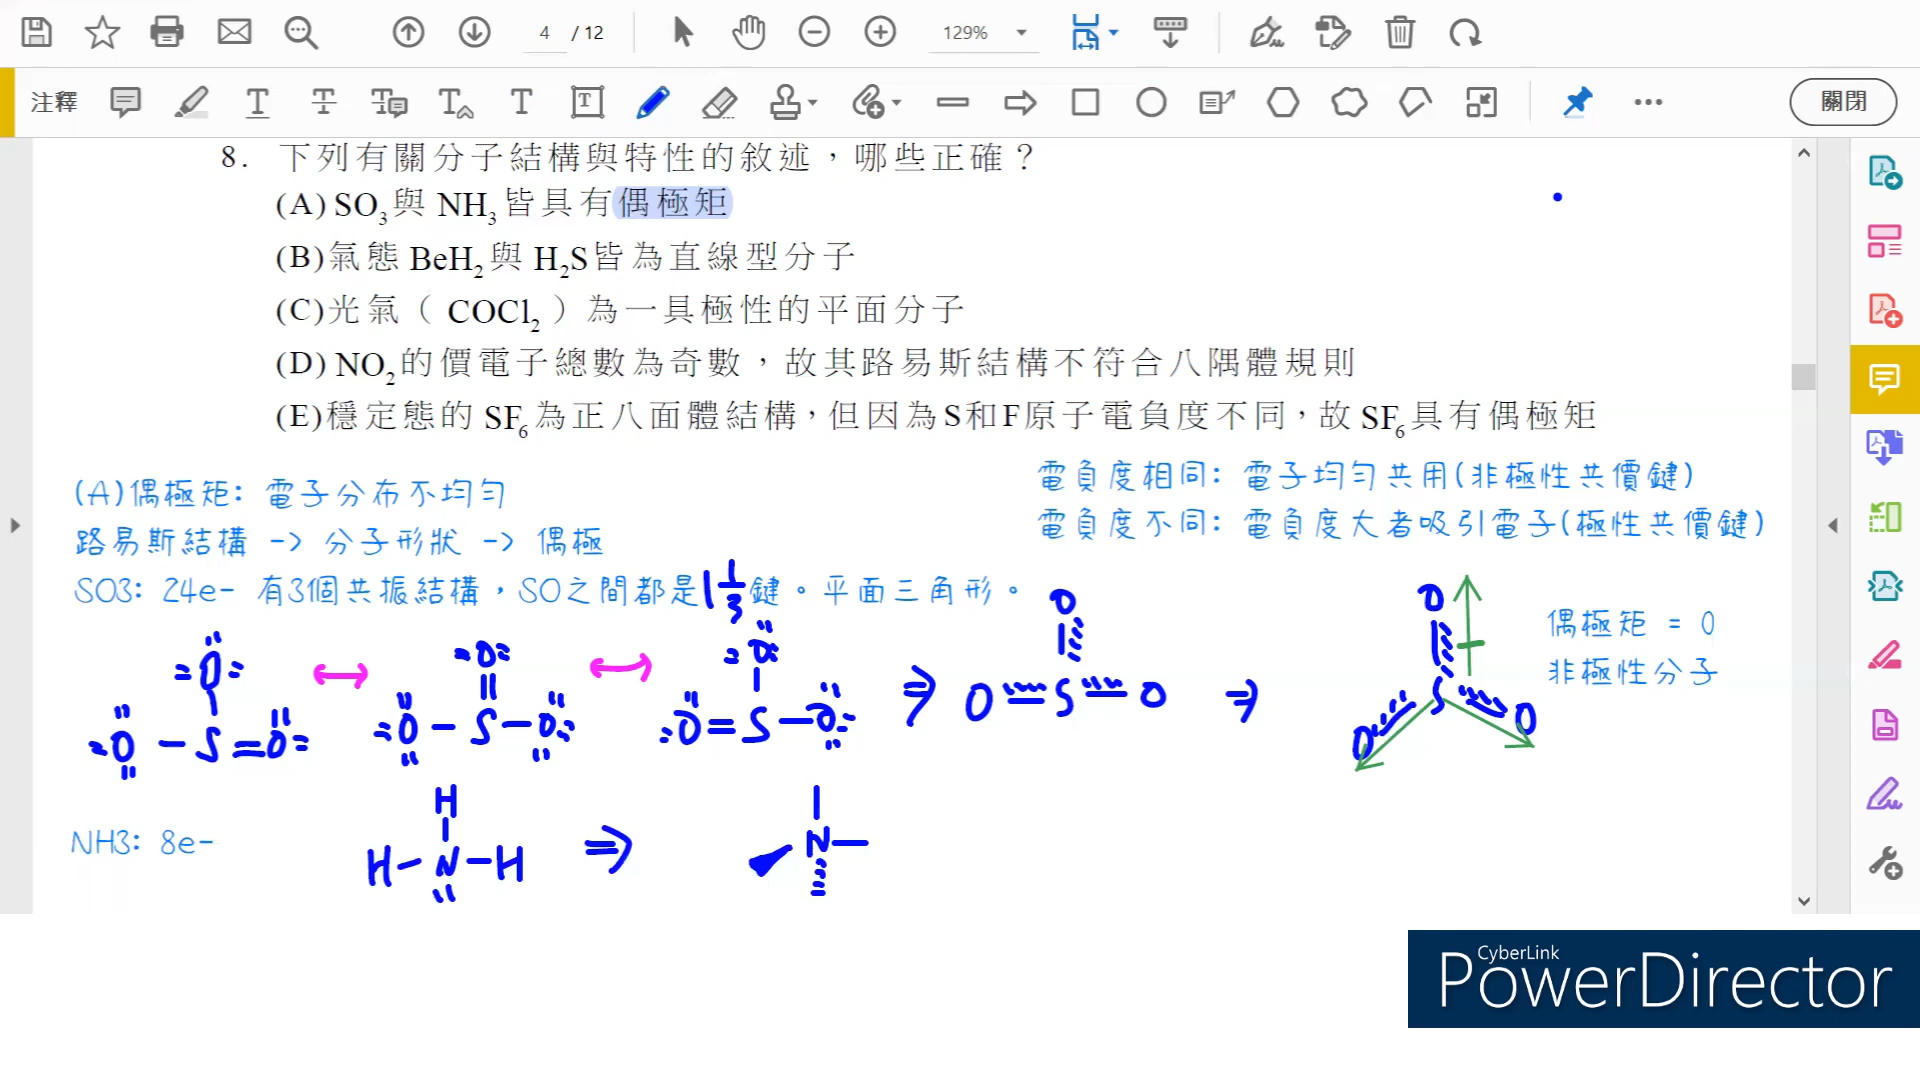 4 / 12
129%
注釋
關閉
8. 下列有關分子結構與特性的敘述，哪些正確？
(A) SO₃與 NH₃皆具有偶極矩
(B)氣態 BeH₂與 H₂S皆為直線型分子
(C)光氣（ COCl₂ ）為一具極性的平面分子
(D) NO₂的價電子總數為奇數，故其路易斯結構不符合八隅體規則
(E)穩定態的 SF₆為正八面體結構，但因為S和F原子電負度不同，故 SF₆具有偶極矩
(A)偶極矩: 電子分布不均勻
電負度相同: 電子均勻共用(非極性共價鍵)
路易斯結構 -> 分子形狀 -> 偶極
電負度不同: 電負度大者吸引電子(極性共價鍵)
SO3: 24e- 有3個共振結構，SO之間都是1 1/3鍵。平面三角形。
偶極矩 = 0
非極性分子
O
O - S = O
O
O - S - O
O
O = S - O
O
O = S = O
O
S
O O
NH3: 8e-
H
H - N - H
N
CyberLink
PowerDirector